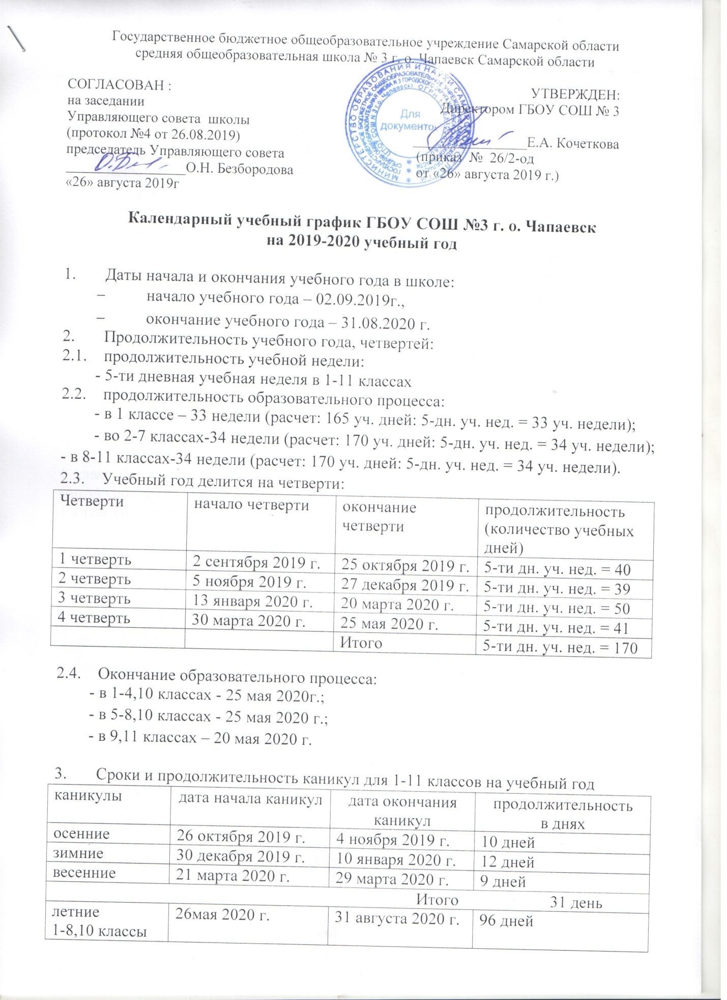 Государственное бюджетное общеобразовательное учреждение Самарской области
средняя общеобразовательная школа № 3 г. о. Чапаевск Самарской области
СОГЛАСОВАН :
на заседании
Управляющего совета школы
(протокол №4 от 26.08.2019)
председатель Управляющего совета
О.Н. Безбородова
«26» августа 2019г
УТВЕРЖДЕН:
Директором ГБОУ СОШ № 3
Е.А. Кочеткова
(приказ № 26/2-од
от «26» августа 2019 г.)
МИНИСТЕРСТВО ОБРАЗОВАНИЯ И НАУКИ САМАРСКОЙ
Для
документо
Календарный учебный график ГБОУ СОШ №3 г. о. Чапаевск
на 2019-2020 учебный год
1. Даты начала и окончания учебного года в школе:
– начало учебного года – 02.09.2019г.,
– окончание учебного года – 31.08.2020 г.
2. Продолжительность учебного года, четвертей:
2.1. продолжительность учебной недели:
- 5-ти дневная учебная неделя в 1-11 классах
2.2. продолжительность образовательного процесса:
- в 1 классе – 33 недели (расчет: 165 уч. дней: 5-дн. уч. нед. = 33 уч. недели);
- во 2-7 классах-34 недели (расчет: 170 уч. дней: 5-дн. уч. нед. = 34 уч. недели);
- в 8-11 классах-34 недели (расчет: 170 уч. дней: 5-дн. уч. нед. = 34 уч. недели).
2.3. Учебный год делится на четверти:
Четверти начало четверти окончание четверти продолжительность (количество учебных дней)
1 четверть 2 сентября 2019 г. 25 октября 2019 г. 5-ти дн. уч. нед. = 40
2 четверть 5 ноября 2019 г. 27 декабря 2019 г. 5-ти дн. уч. нед. = 39
3 четверть 13 января 2020 г. 20 марта 2020 г. 5-ти дн. уч. нед. = 50
4 четверть 30 марта 2020 г. 25 мая 2020 г. 5-ти дн. уч. нед. = 41
Итого 5-ти дн. уч. нед. = 170
2.4. Окончание образовательного процесса:
- в 1-4,10 классах - 25 мая 2020г.;
- в 5-8,10 классах - 25 мая 2020 г.;
- в 9,11 классах – 20 мая 2020 г.
3. Сроки и продолжительность каникул для 1-11 классов на учебный год
каникулы дата начала каникул дата окончания каникул продолжительность в днях
осенние 26 октября 2019 г. 4 ноября 2019 г. 10 дней
зимние 30 декабря 2019 г. 10 января 2020 г. 12 дней
весенние 21 марта 2020 г. 29 марта 2020 г. 9 дней
Итого 31 день
летние 26мая 2020 г. 31 августа 2020 г. 96 дней
1-8,10 классы